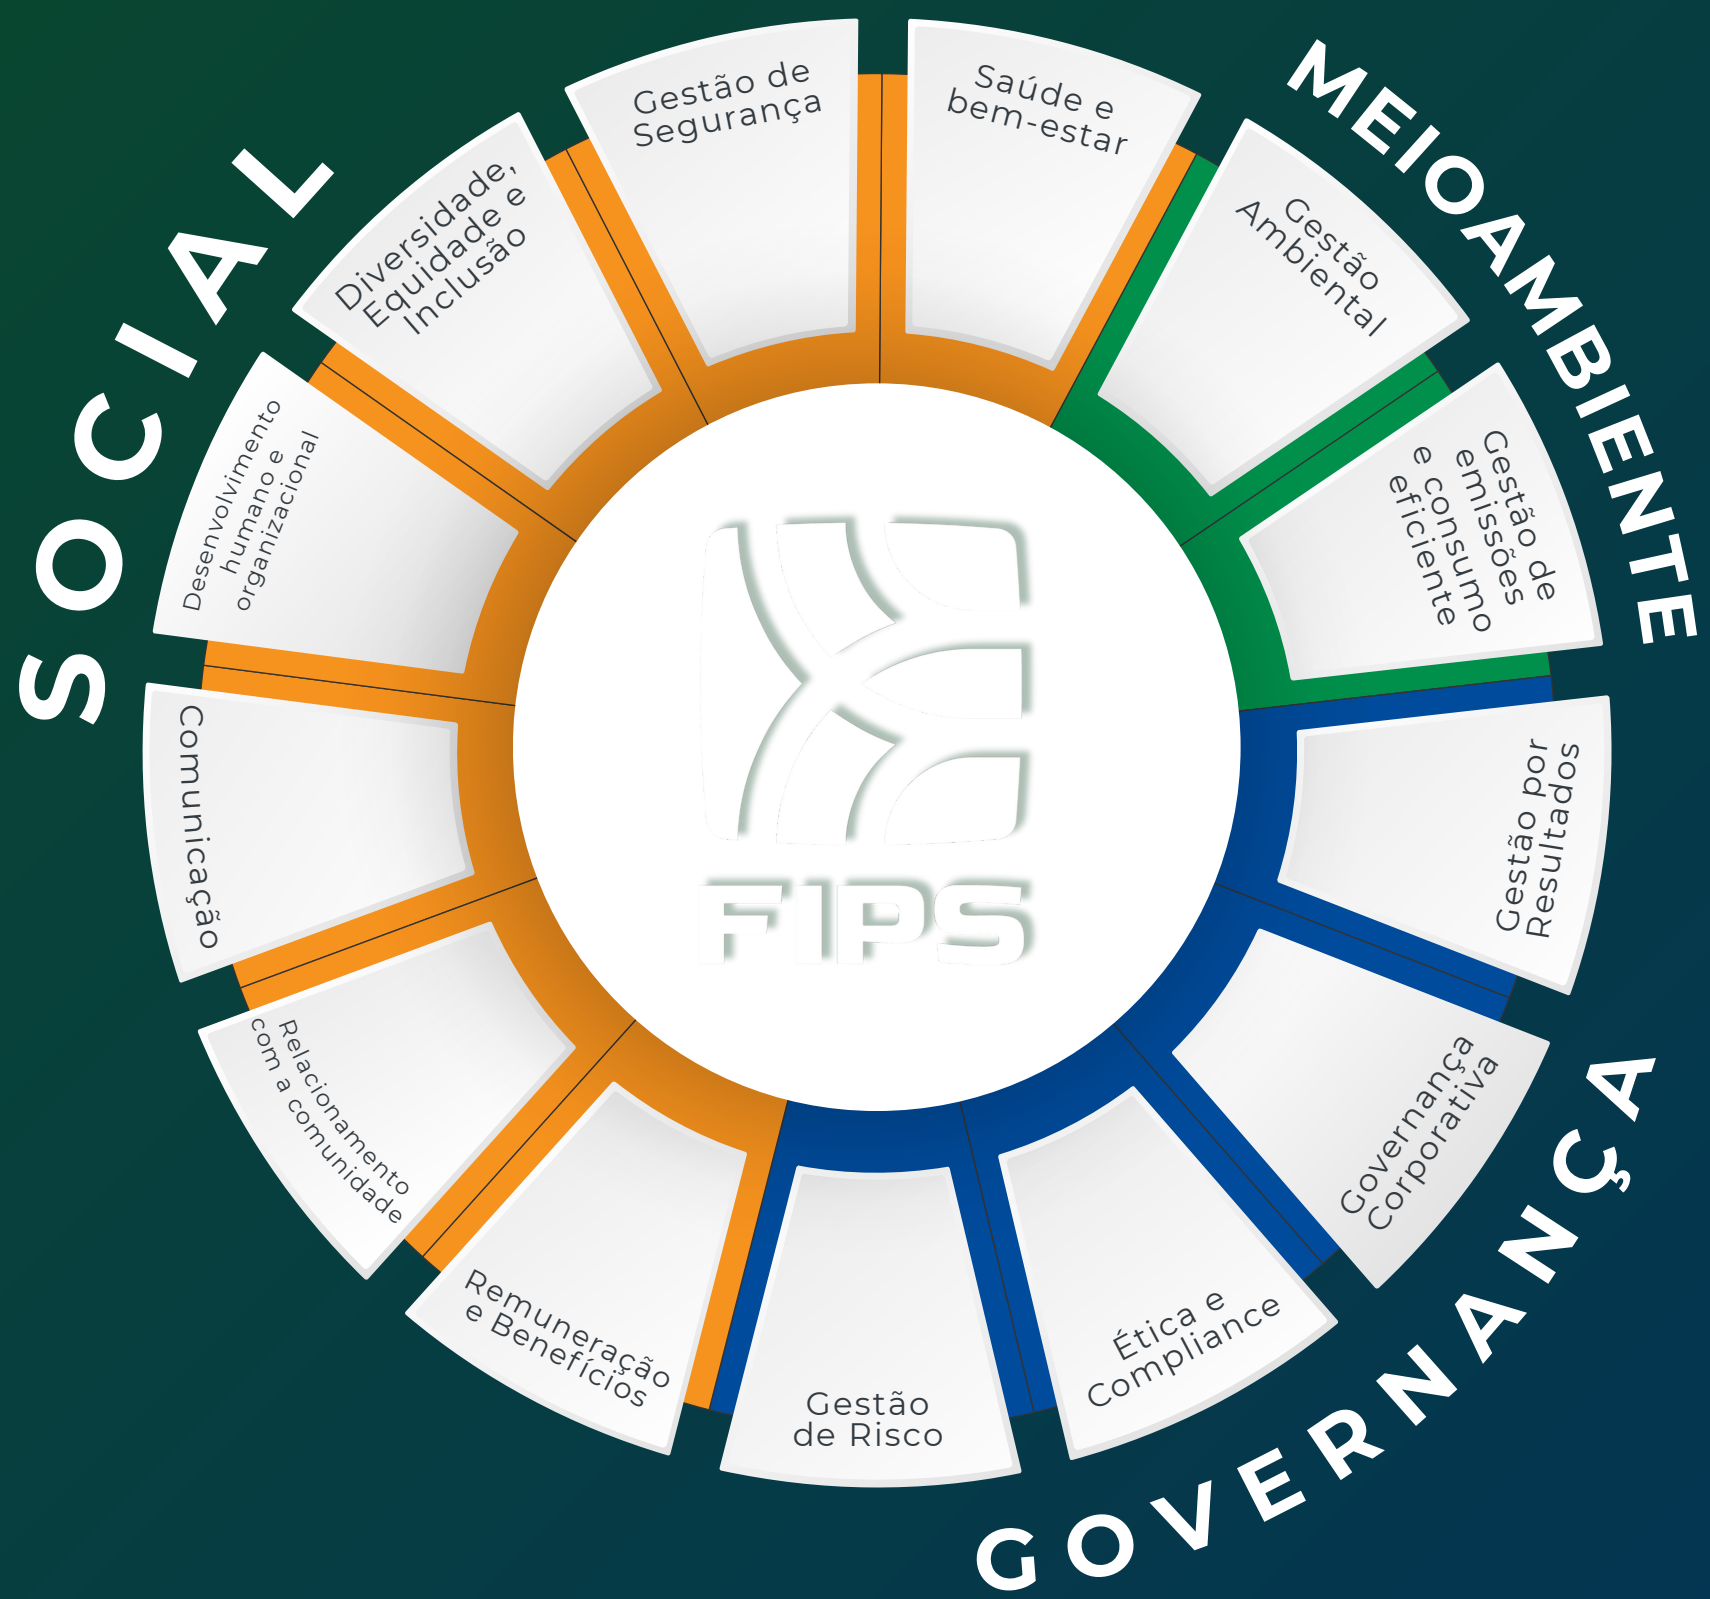 SOCIAL
MEIOAMBIENTE
GOVERNANÇA
Gestão de
Segurança
Saúde e
bem-estar
Gestão
Ambiental
Gestão de
emissões
e consumo
eficiente
Gestão por
Resultados
Governança
Corporativa
Ética e
Compliance
Gestão
de Risco
Remuneração
e Benefícios
Relacionamento
com a comunidade
Comunicação
Desenvolvimento
humano e
organizacional
Diversidade,
Equidade e
Inclusão
FIPS